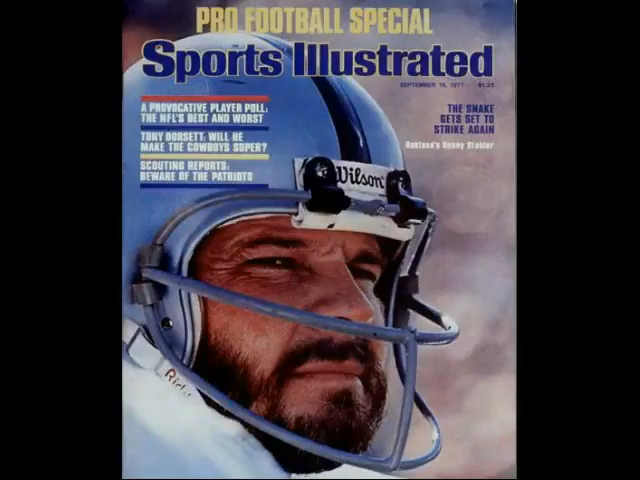 PRO FOOTBALL SPECIAL
Sports Illustrated
SEPTEMBER 19, 1977 $1.25
A PROVOCATIVE PLAYER POLL:
THE NFL'S BEST AND WORST
TONY DORSETT: WILL HE
MAKE THE COWBOYS SUPER?
SCOUTING REPORTS:
BEWARE OF THE PATRIOTS
THE SNAKE
GETS SET TO
STRIKE AGAIN
Oakland's Kenny Stabler
Wilson